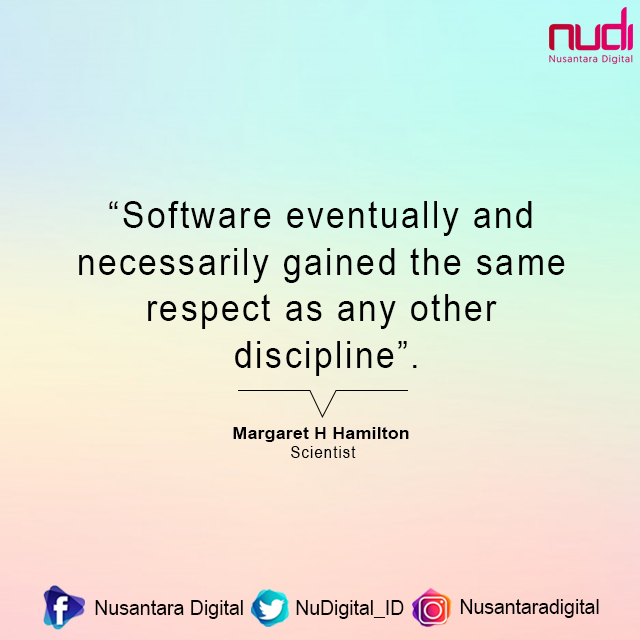 nudi
Nusantara Digital
“Software eventually and
necessarily gained the same
respect as any other
discipline”.
Margaret H Hamilton
Scientist
Nusantara Digital NuDigital_ID Nusantaradigital